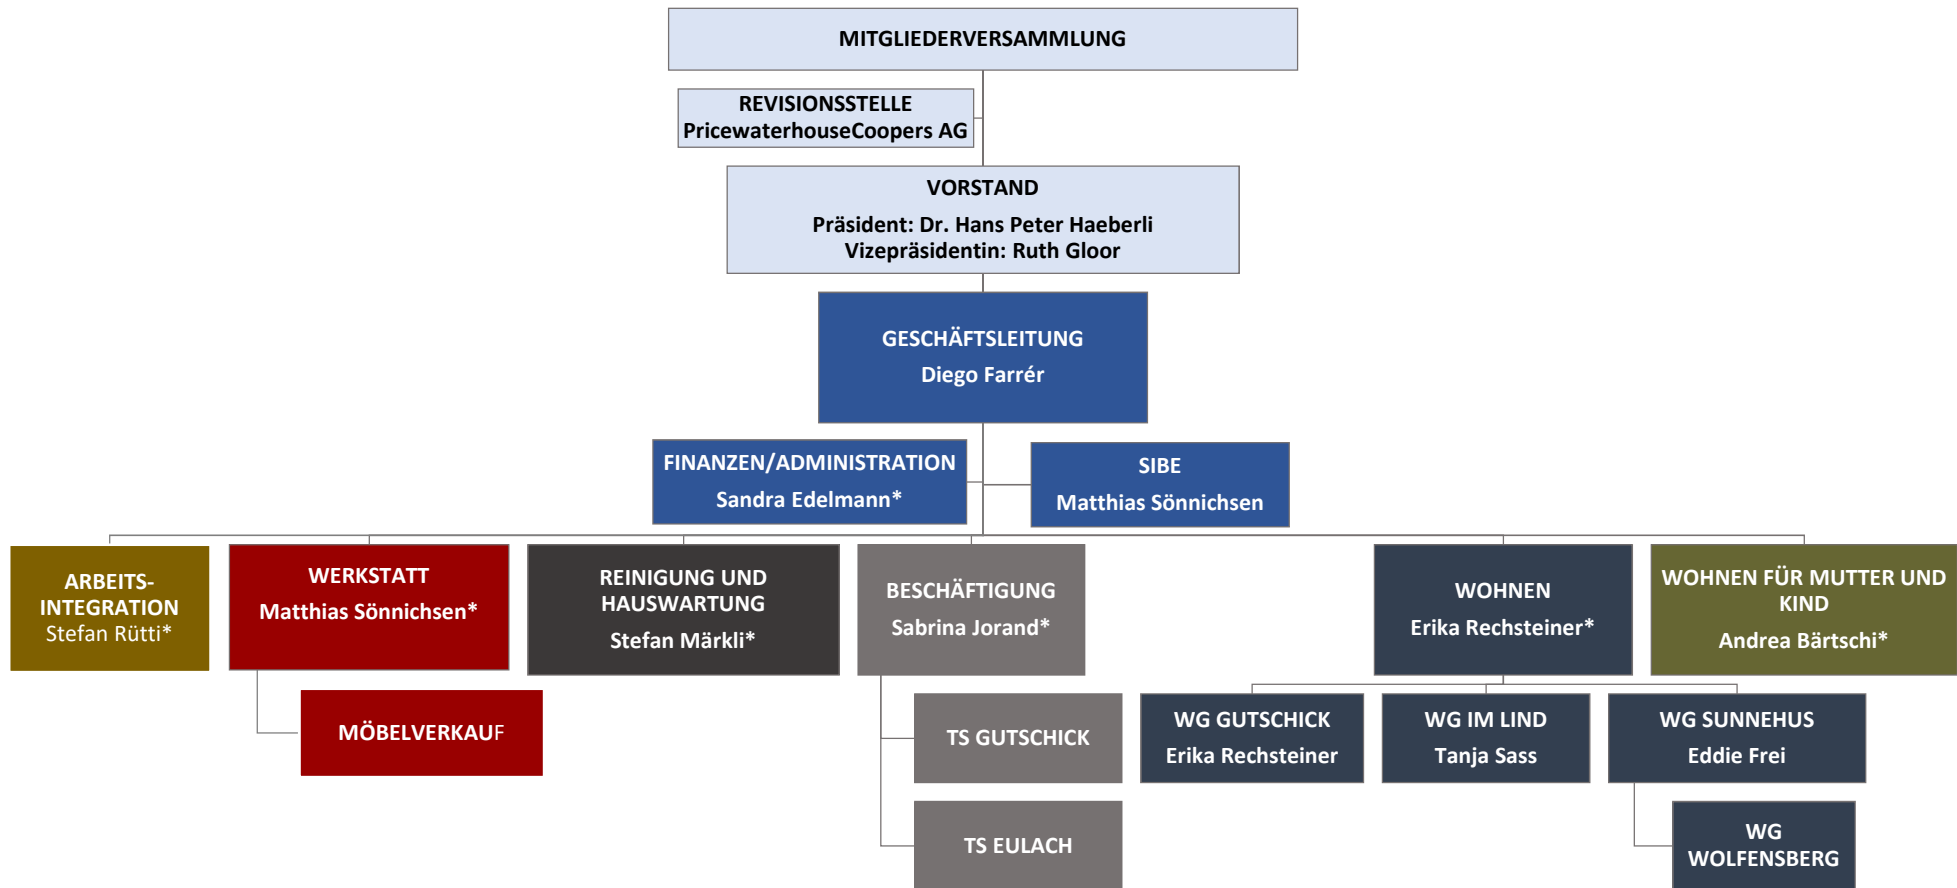 MITGLIEDERVERSAMMLUNG
REVISIONSSTELLE
PricewaterhouseCoopers AG
VORSTAND
Präsident: Dr. Hans Peter Haeberli
Vizepräsidentin: Ruth Gloor
GESCHÄFTSLEITUNG
Diego Farrér
FINANZEN/ADMINISTRATION
Sandra Edelmann*
SIBE
Matthias Sönnichsen
ARBEITS-
INTEGRATION
Stefan Rütti*
WERKSTATT
Matthias Sönnichsen*
REINIGUNG UND
HAUSWARTUNG
Stefan Märkli*
BESCHÄFTIGUNG
Sabrina Jorand*
WOHNEN
Erika Rechsteiner*
WOHNEN FÜR MUTTER UND
KIND
Andrea Bärtschi*
MÖBELVERKAUF
TS GUTSCHICK
TS EULACH
WG GUTSCHICK
Erika Rechsteiner
WG IM LIND
Tanja Sass
WG SUNNEHUS
Eddie Frei
WG
WOLFENSBERG